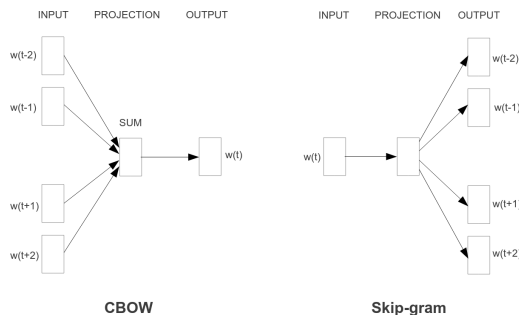 INPUT PROJECTION OUTPUT
w(t-2)
w(t-1)
SUM
w(t)
w(t+1)
w(t+2)
CBOW
INPUT PROJECTION OUTPUT
w(t-2)
w(t-1)
w(t)
w(t+1)
w(t+2)
Skip-gram